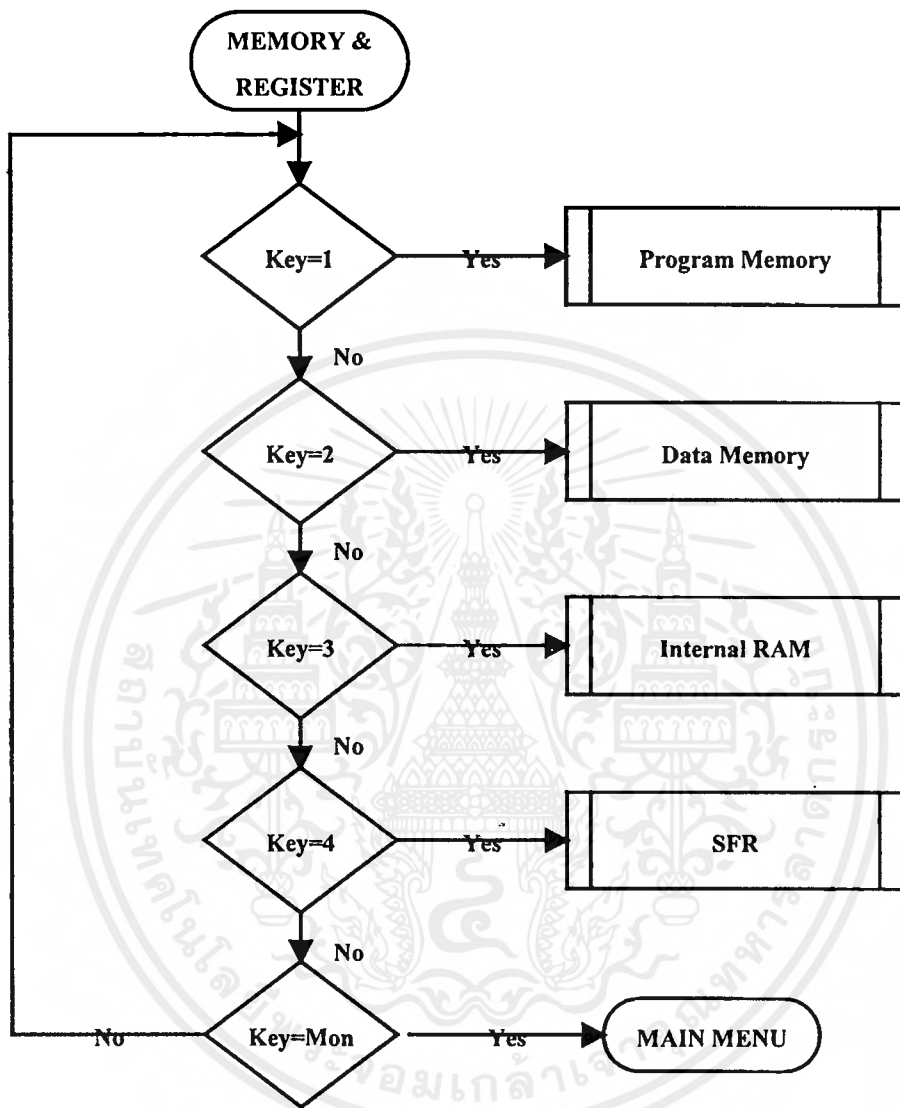 MEMORY &
REGISTER
Key=1
Yes
Program Memory
No
Key=2
Yes
Data Memory
No
Key=3
Yes
Internal RAM
No
Key=4
Yes
SFR
No
No
Key=Mon
Yes
MAIN MENU